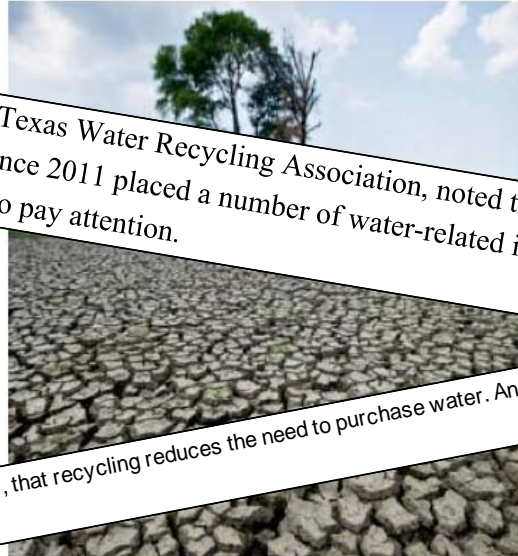 Texas Water Recycling Association, noted
nce 2011 placed a number of water-related
o pay attention.
, that recycling reduces the need to purchase water. An